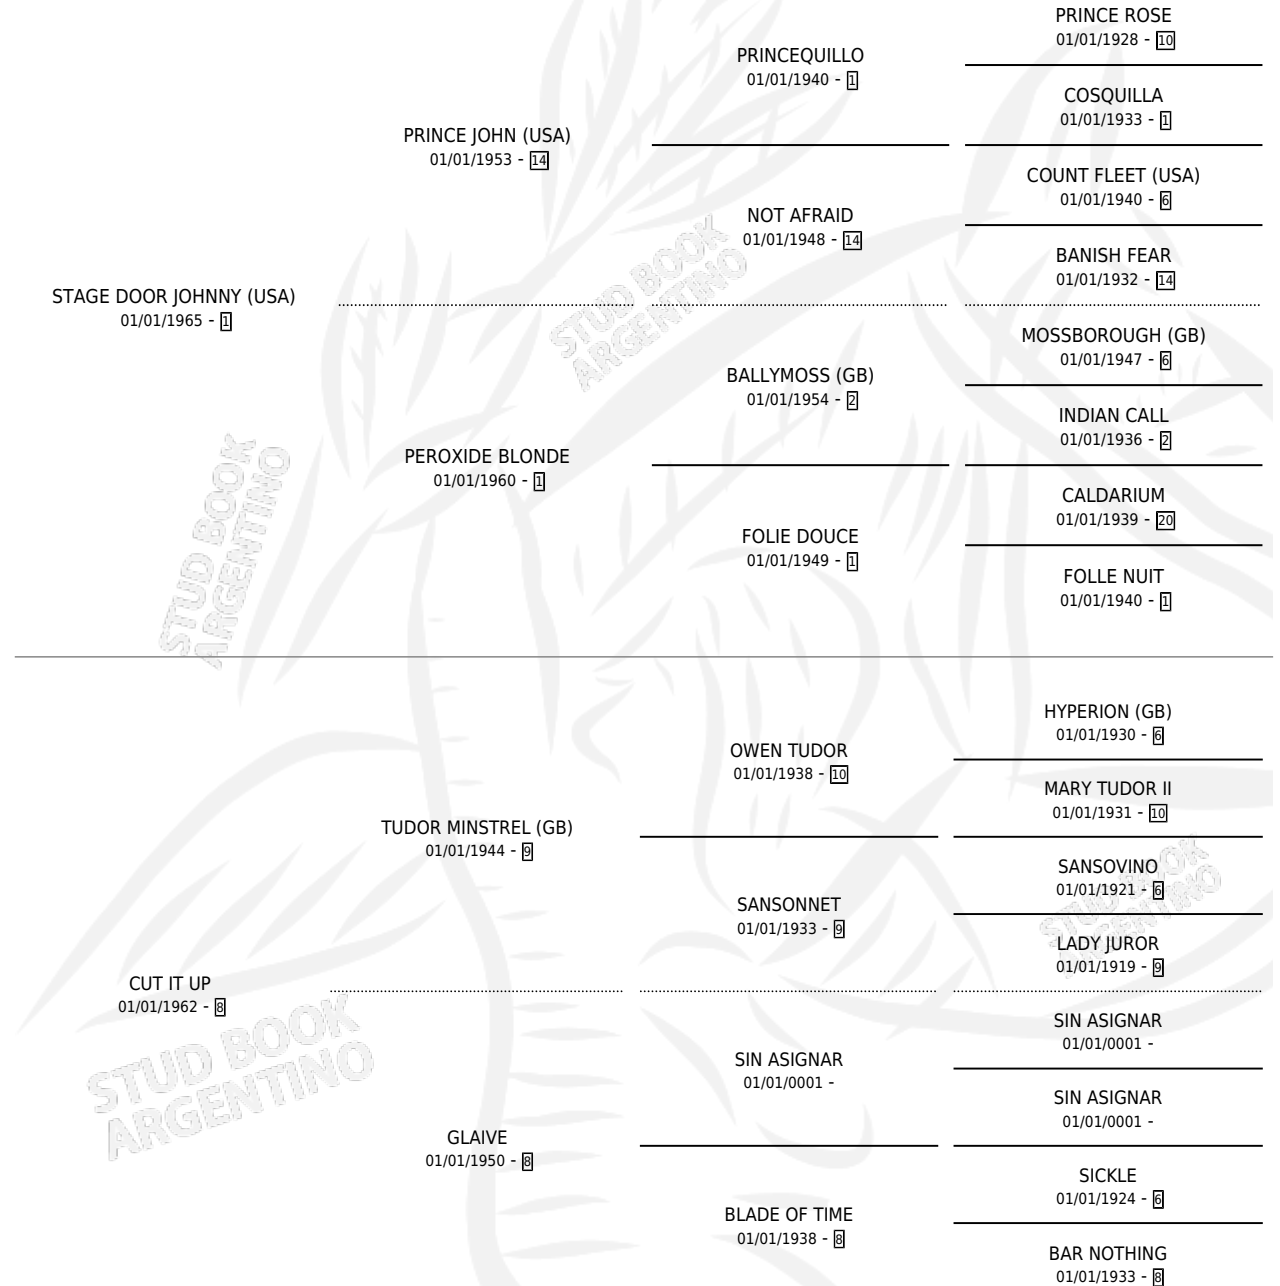 PRINCE ROSE
01/01/1928 - 10
PRINCEQUILLO
01/01/1940 - 1
COSQUILLA
01/01/1933 - 1
PRINCE JOHN (USA)
01/01/1953 - 14
COUNT FLEET (USA)
01/01/1940 - 6
NOT AFRAID
01/01/1948 - 14
BANISH FEAR
01/01/1932 - 14
STAGE DOOR JOHNNY (USA)
01/01/1965 - 1
MOSSBOROUGH (GB)
01/01/1947 - 6
BALLYMOSS (GB)
01/01/1954 - 2
INDIAN CALL
01/01/1936 - 2
PEROXIDE BLONDE
01/01/1960 - 1
CALDARIUM
01/01/1939 - 20
FOLIE DOUCE
01/01/1949 - 1
FOLLE NUIT
01/01/1940 - 1
HYPERION (GB)
01/01/1930 - 6
OWEN TUDOR
01/01/1938 - 10
MARY TUDOR II
01/01/1931 - 10
TUDOR MINSTREL (GB)
01/01/1944 - 9
SANSOVINO
01/01/1921 - 6
SANSONNET
01/01/1933 - 9
LADY JUROR
01/01/1919 - 9
CUT IT UP
01/01/1962 - 8
SIN ASIGNAR
01/01/0001 -
SIN ASIGNAR
01/01/0001 -
SIN ASIGNAR
01/01/0001 -
GLAIVE
01/01/1950 - 8
SICKLE
01/01/1924 - 6
BLADE OF TIME
01/01/1938 - 8
BAR NOTHING
01/01/1933 - 8
STUD BOOK
ARGENTINO
STUD BOOK
ARGENTINO
STUD BOOK
ARGENTINO
STUD BOOK
ARGENTINO